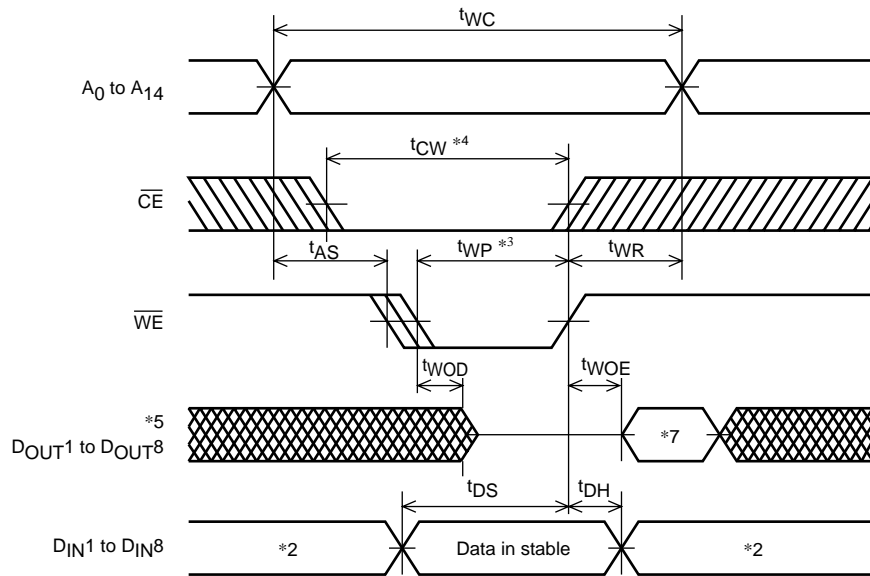 tWC
A0 to A14
tCW *4
CE
tAS
tWP *3
tWR
WE
tWOD
tWOE
*5
DOUT1 to DOUT8
*7
tDS
tDH
DIN1 to DIN8
*2
Data in stable
*2